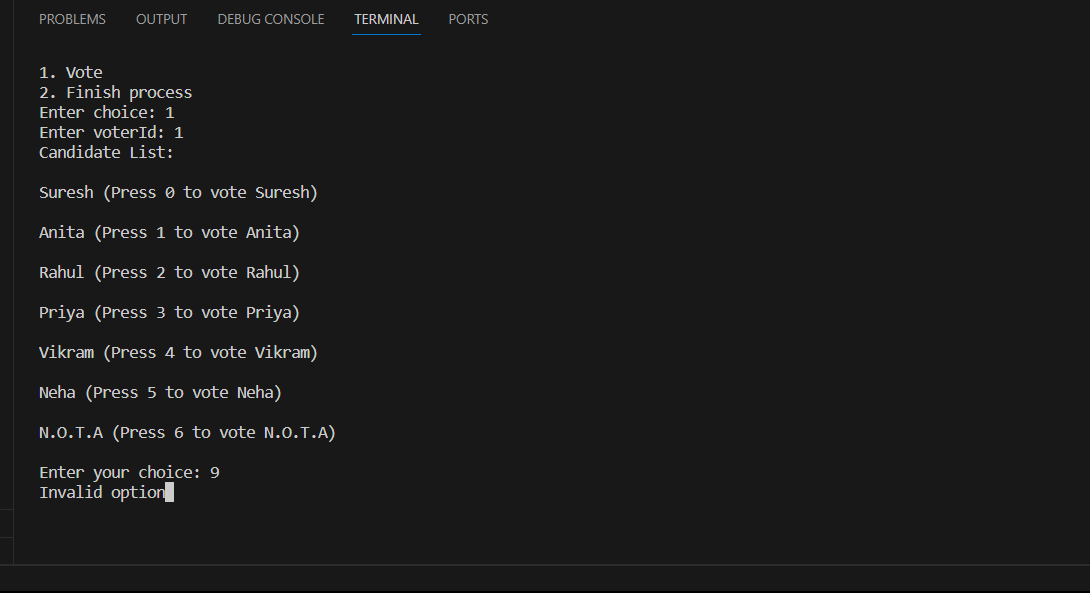 PROBLEMS OUTPUT DEBUG CONSOLE TERMINAL PORTS
1. Vote
2. Finish process
Enter choice: 1
Enter voterId: 1
Candidate List:
Suresh (Press 0 to vote Suresh)
Anita (Press 1 to vote Anita)
Rahul (Press 2 to vote Rahul)
Priya (Press 3 to vote Priya)
Vikram (Press 4 to vote Vikram)
Neha (Press 5 to vote Neha)
N.O.T.A (Press 6 to vote N.O.T.A)
Enter your choice: 9
Invalid option